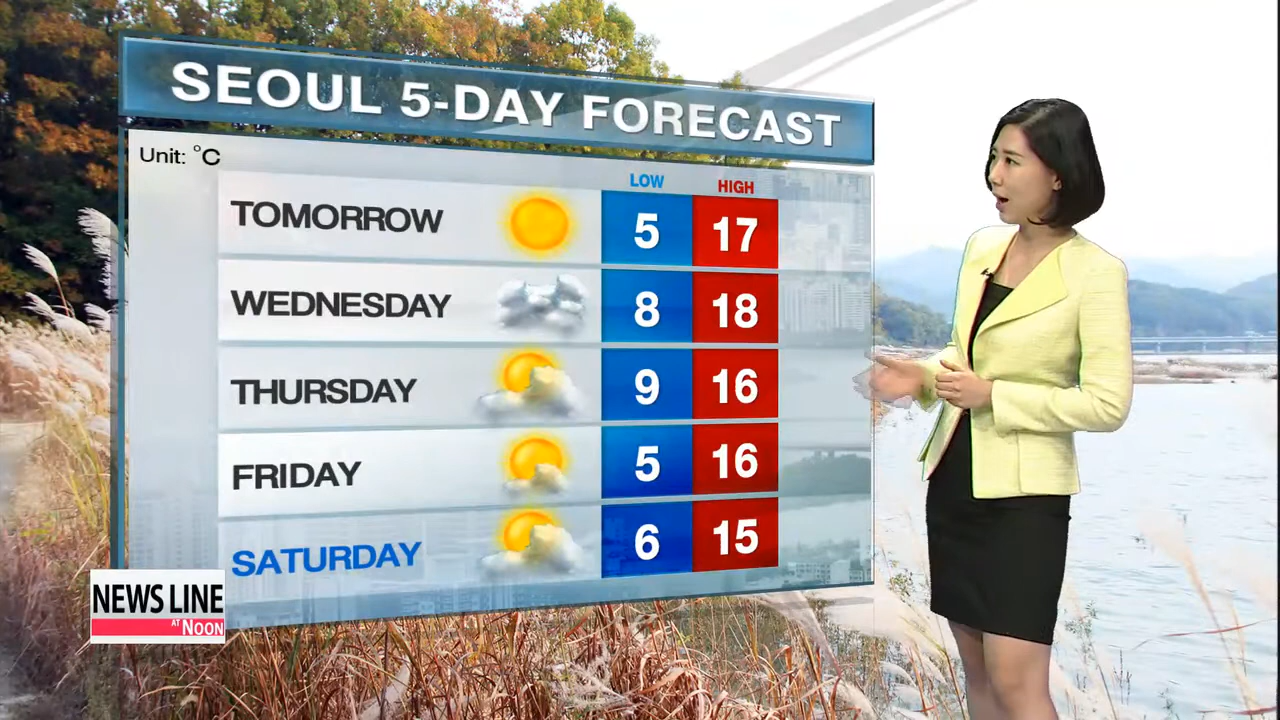 SEOUL 5-DAY FORECAST
Unit: °C
LOW HIGH
TOMORROW 5 17
WEDNESDAY 8 18
THURSDAY 9 16
FRIDAY 5 16
SATURDAY 6 15
NEWS LINE
AT NOON